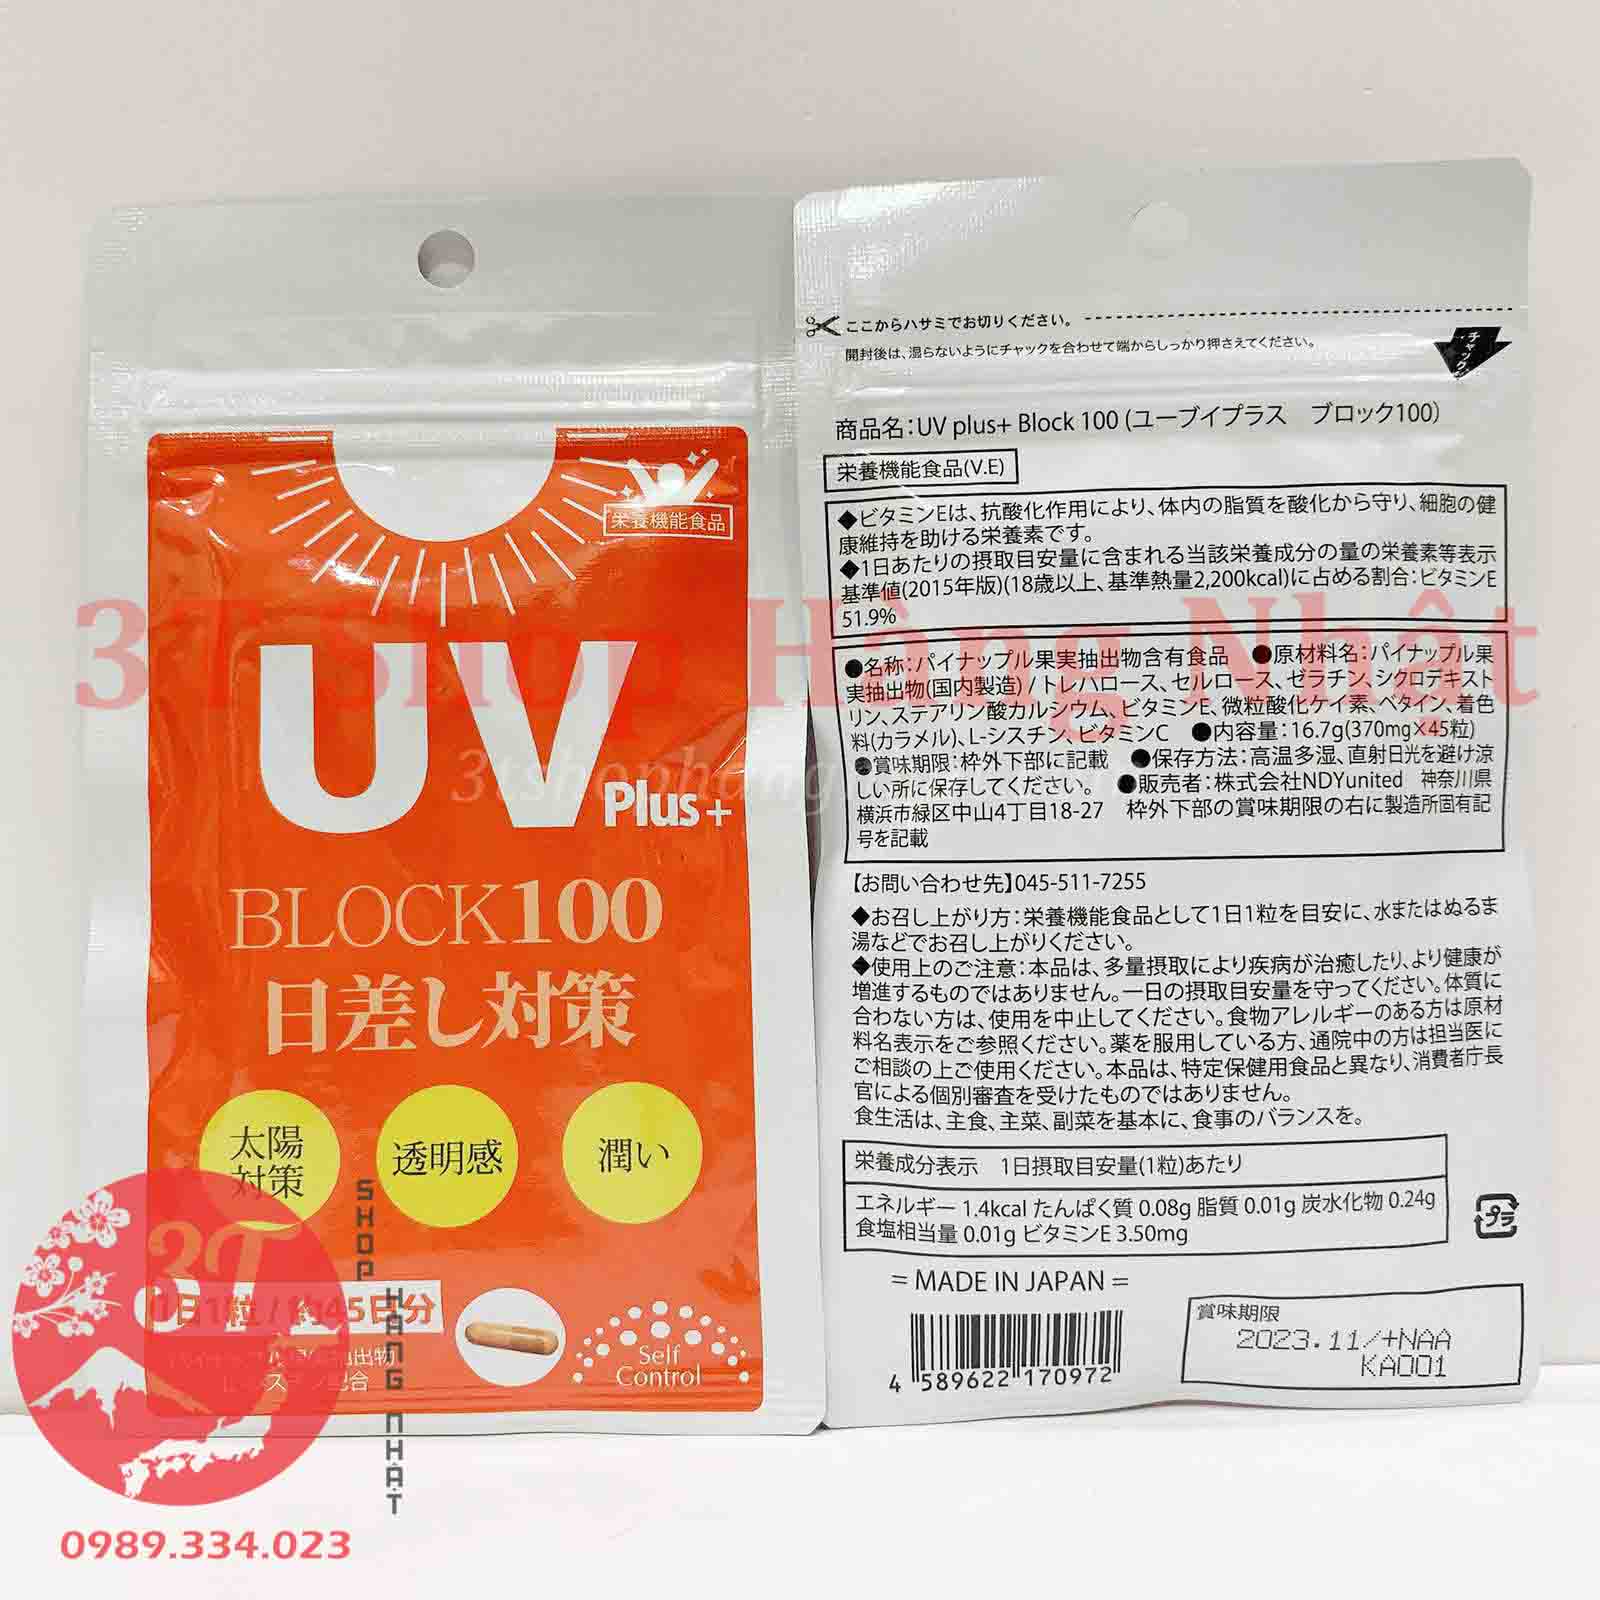 栄養機能食品
UV Plus+
BLOCK100
日差し対策
太陽
対策
透明感
潤い
1日1粒 / 約45日分
Self
Control
ここからハサミでお切りください。
開封後は、湿らないようにチャックを合わせて端からしっかり押さえてください。
チャック
商品名:UV plus+ Block 100 (ユーブイプラス　ブロック100)
栄養機能食品(V.E)
◆ビタミンEは、抗酸化作用により、体内の脂質を酸化から守り、細胞の健
康維持を助ける栄養素です。
◆1日あたりの摂取目安量に含まれる当該栄養成分の量の栄養素等表示
基準値(2015年版)(18歳以上、基準熱量2,200kcal)に占める割合:ビタミンE
51.9%
●名称:パイナップル果実抽出物含有食品　●原材料名:パイナップル果
実抽出物(国内製造) / トレハロース、セルロース、ゼラチン、シクロデキスト
リン、ステアリン酸カルシウム、ビタミンE、微粒酸化ケイ素、ベタイン、着色
料(カラメル)、L-シスチン、ビタミンC　●内容量:16.7g(370mg×45粒)
●賞味期限:枠外下部に記載　●保存方法:高温多湿、直射日光を避け涼
しい所に保存してください。　●販売者:株式会社NDYunited　神奈川県
横浜市緑区中山4丁目18-27　枠外下部の賞味期限の右に製造所固有記
号を記載
【お問い合わせ先】045-511-7255
◆お召し上がり方:栄養機能食品として1日1粒を目安に、水またはぬるま
湯などでお召し上がりください。
◆使用上のご注意:本品は、多量摂取により疾病が治癒したり、より健康が
増進するものではありません。一日の摂取目安量を守ってください。体質に
合わない方は、使用を中止してください。食物アレルギーのある方は原材
料名表示をご参照ください。薬を服用している方、通院中の方は担当医に
ご相談の上ご使用ください。本品は、特定保健用食品と異なり、消費者庁長
官による個別審査を受けたものではありません。
食生活は、主食、主菜、副菜を基本に、食事のバランスを。
栄養成分表示　1日摂取目安量(1粒)あたり
エネルギー 1.4kcal たんぱく質 0.08g 脂質 0.01g 炭水化物 0.24g
食塩相当量 0.01g ビタミンE 3.50mg
プラ
= MADE IN JAPAN =
4 589622 170972
賞味期限
2023.11/+NAA
KA001
3T Shop Hàng Nhật
3T
SHOP HÀNG NHẬT
0989.334.023